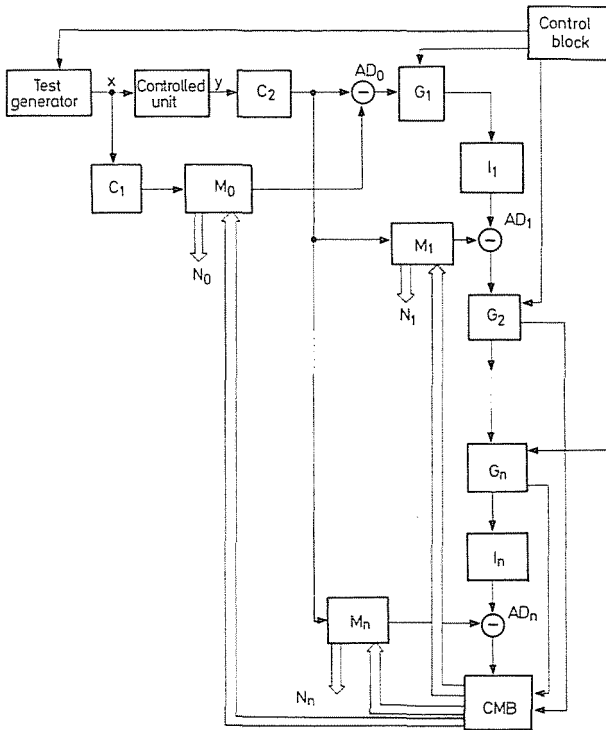 Control
block
Test
generator
x
Controlled
unit
y
C₂
AD₀
−
G₁
C₁
M₀
N₀
I₁
M₁
N₁
AD₁
−
G₂
Gₙ
Iₙ
Mₙ
Nₙ
ADₙ
−
CMB